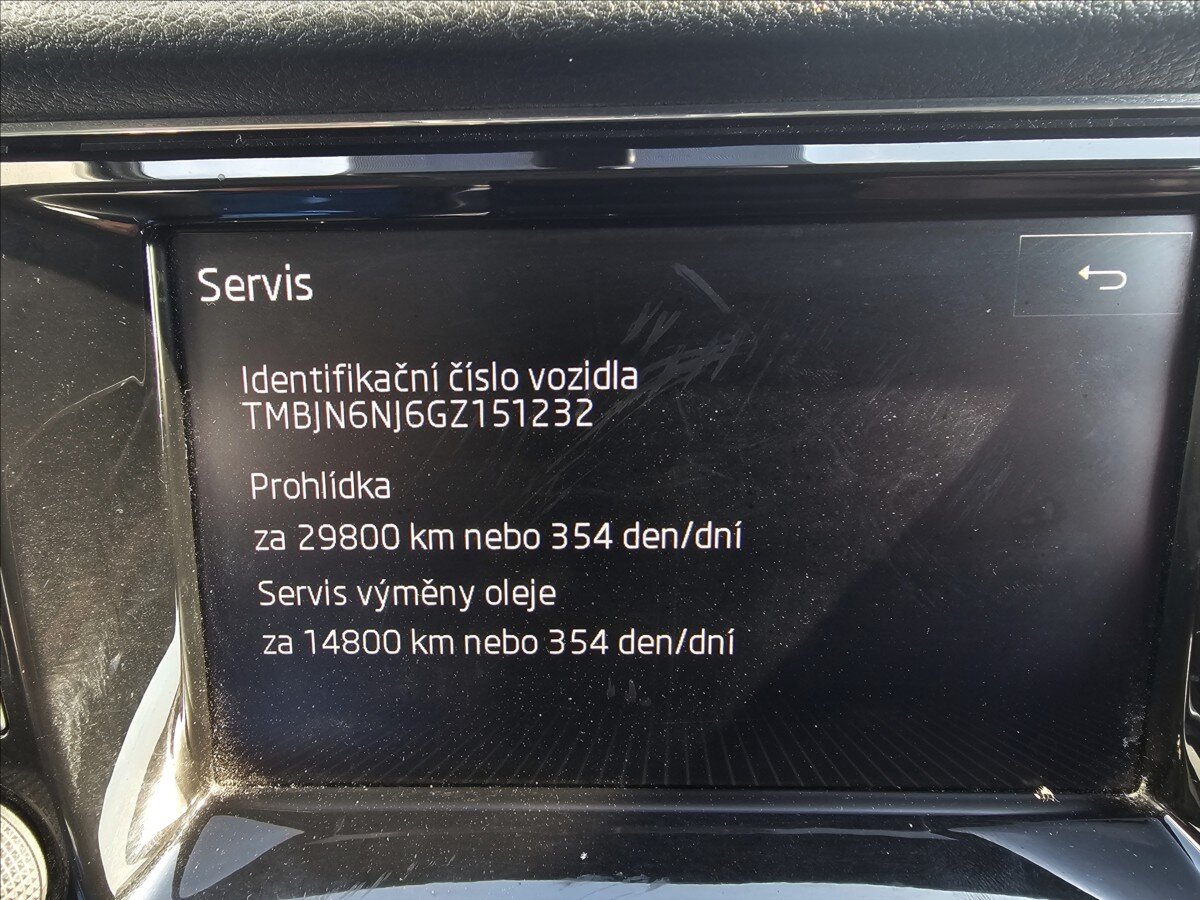 Servis
Identifikační číslo vozidla
TMBJN6NJ6GZ151232
Prohlídka
za 29800 km nebo 354 den/dní
Servis výměny oleje
za 14800 km nebo 354 den/dní